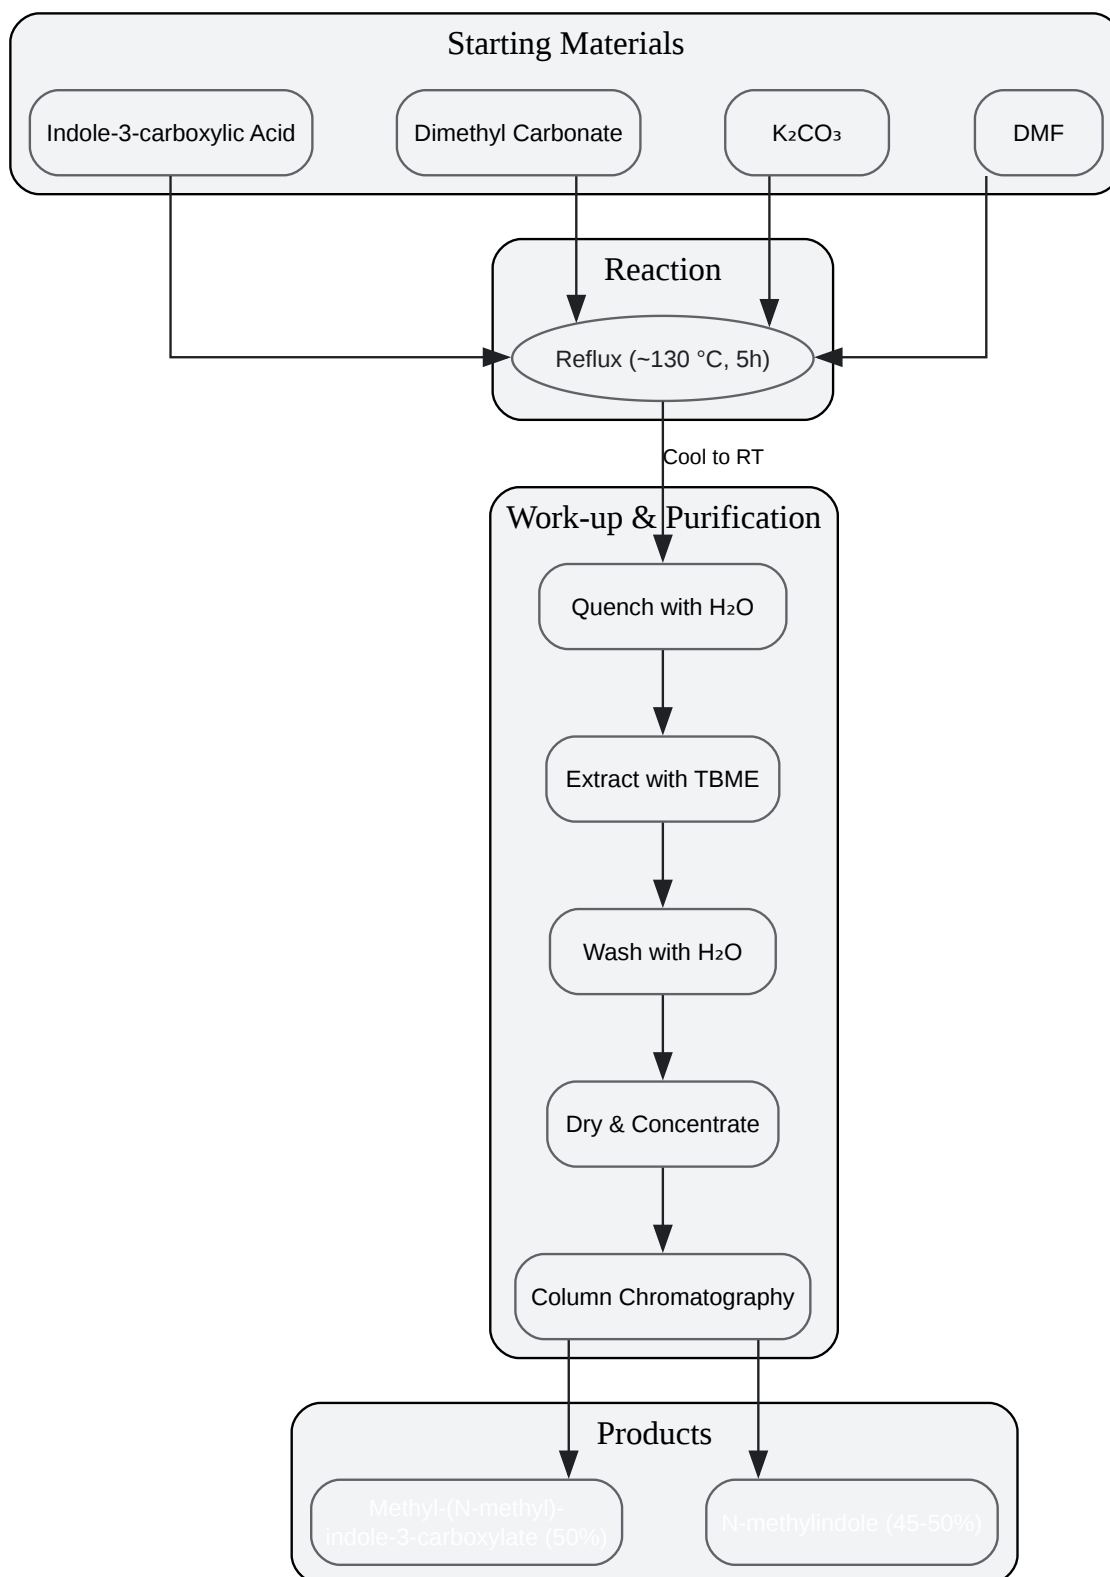 Starting Materials
Indole-3-carboxylic Acid
Dimethyl Carbonate
K₂CO₃
DMF
Reaction
Reflux (~130 °C, 5h)
Cool to RT
Work-up & Purification
Quench with H₂O
Extract with TBME
Wash with H₂O
Dry & Concentrate
Column Chromatography
Products
Methyl-(N-methyl)-
indole-3-carboxylate (50%)
N-methylindole (45-50%)